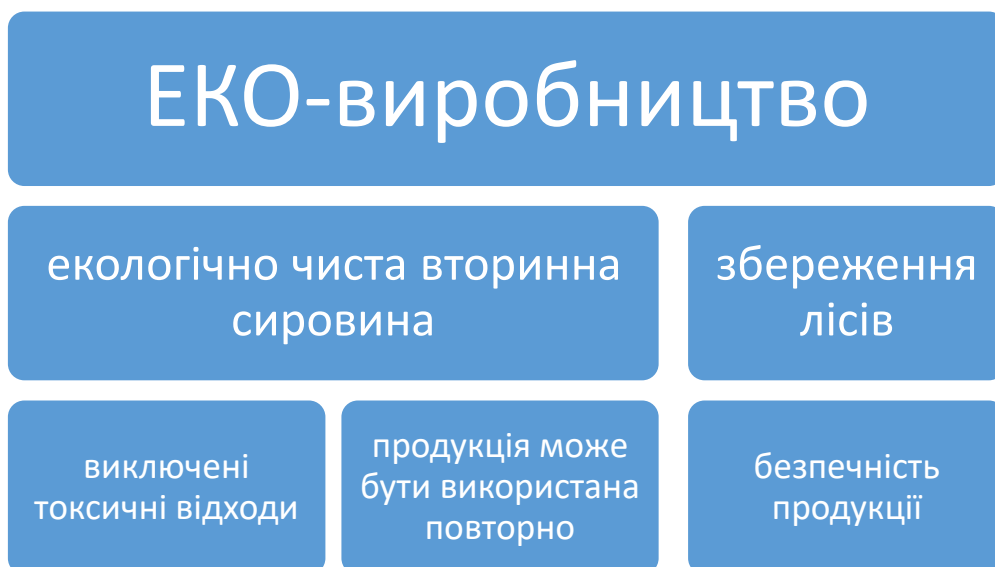 ЕКО-виробництво
екологічно чиста вторинна
сировина
збереження
лісів
виключені
токсичні відходи
продукція може
бути використана
повторно
безпечність
продукції